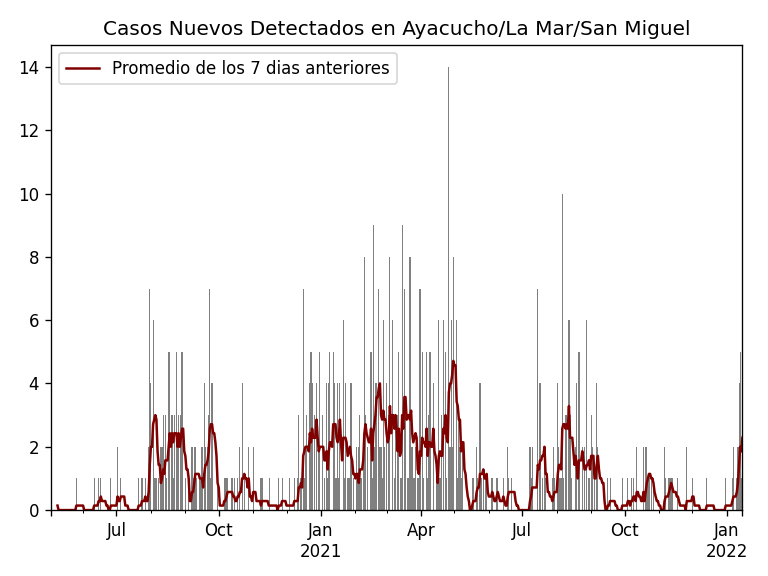 Casos Nuevos Detectados en Ayacucho/La Mar/San Miguel
Promedio de los 7 dias anteriores
14
12
10
8
6
4
2
0
Jul
Oct
Jan
2021
Apr
Jul
Oct
Jan
2022